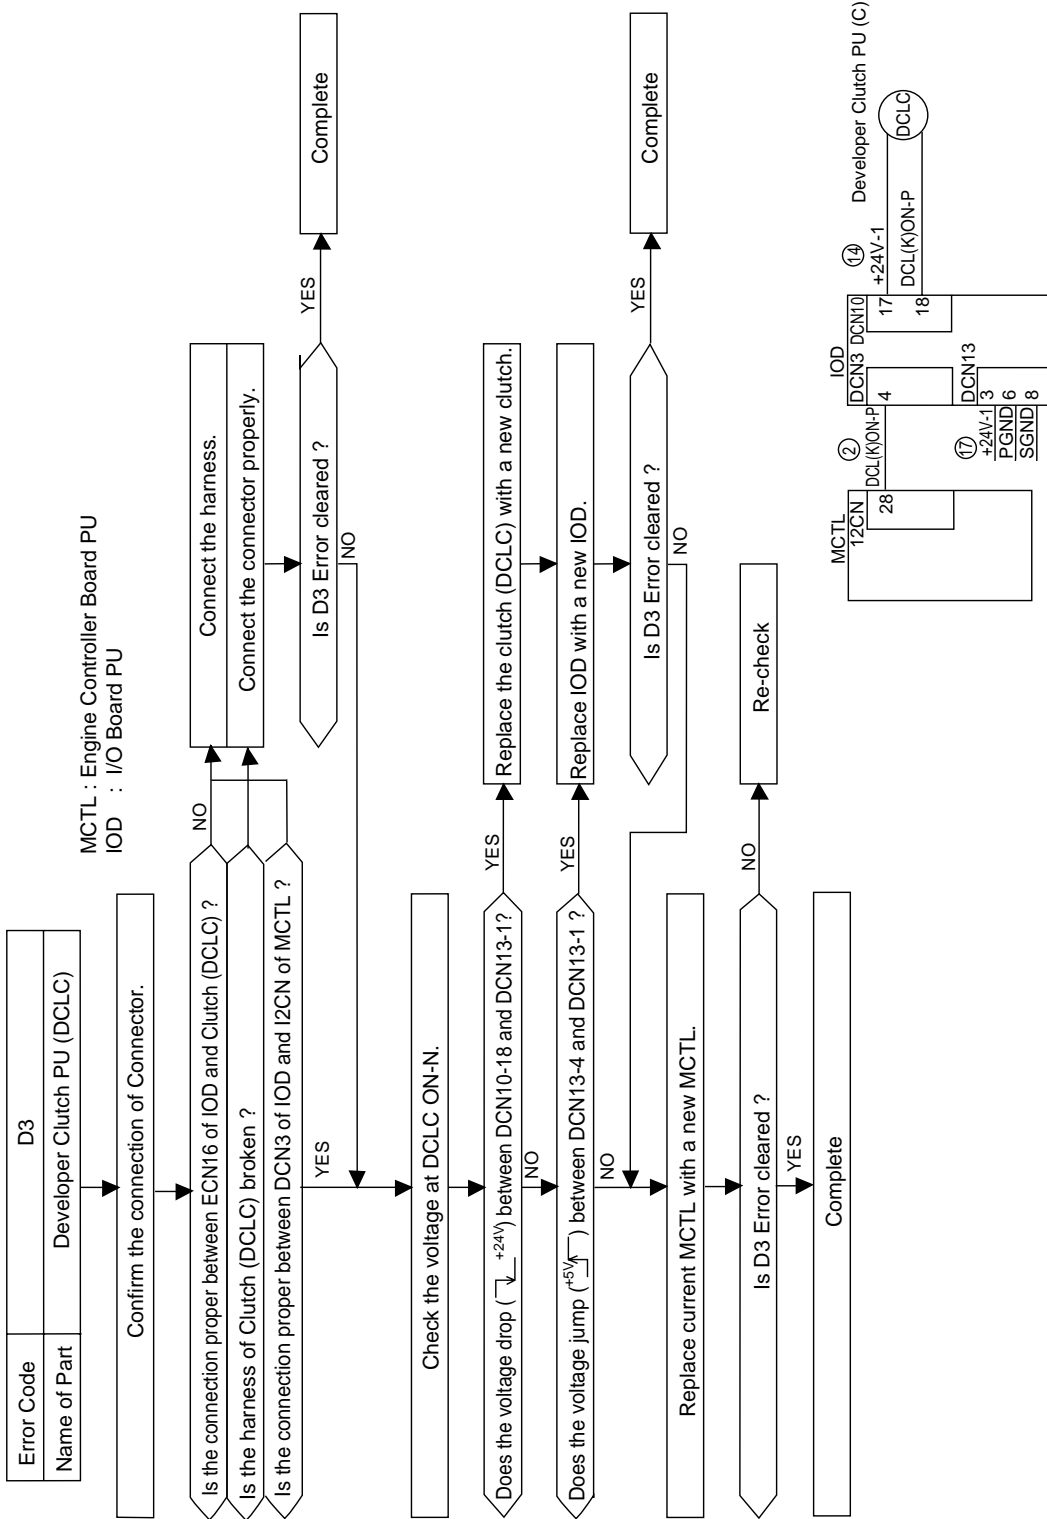 Error Code D3
Name of Part Developer Clutch PU (DCLC)
MCTL : Engine Controller Board PU
IOD : I/O Board PU
Confirm the connection of Connector.
Is the connection proper between ECN16 of IOD and Clutch (DCLC) ?
Is the harness of Clutch (DCLC) broken ?
Is the connection proper between DCN3 of IOD and I2CN of MCTL ?
NO
YES
Connect the harness.
Connect the connector properly.
Is D3 Error cleared ?
YES
NO
Complete
Check the voltage at DCLC ON-N.
Does the voltage drop ( +24V) between DCN10-18 and DCN13-1?
YES
NO
Replace the clutch (DCLC) with a new clutch.
Does the voltage jump (+5V ) between DCN13-4 and DCN13-1 ?
YES
NO
Replace IOD with a new IOD.
Is D3 Error cleared ?
YES
NO
Complete
Replace current MCTL with a new MCTL.
Is D3 Error cleared ?
NO
YES
Re-check
Complete
MCTL
12CN
28
②
DCL(K)ON-P
IOD
DCN3
DCN10
4
17
18
⑭
+24V-1
DCL(K)ON-P
Developer Clutch PU (C)
DCLC
DCN13
⑰
+24V-1 3
PGND 6
SGND 8